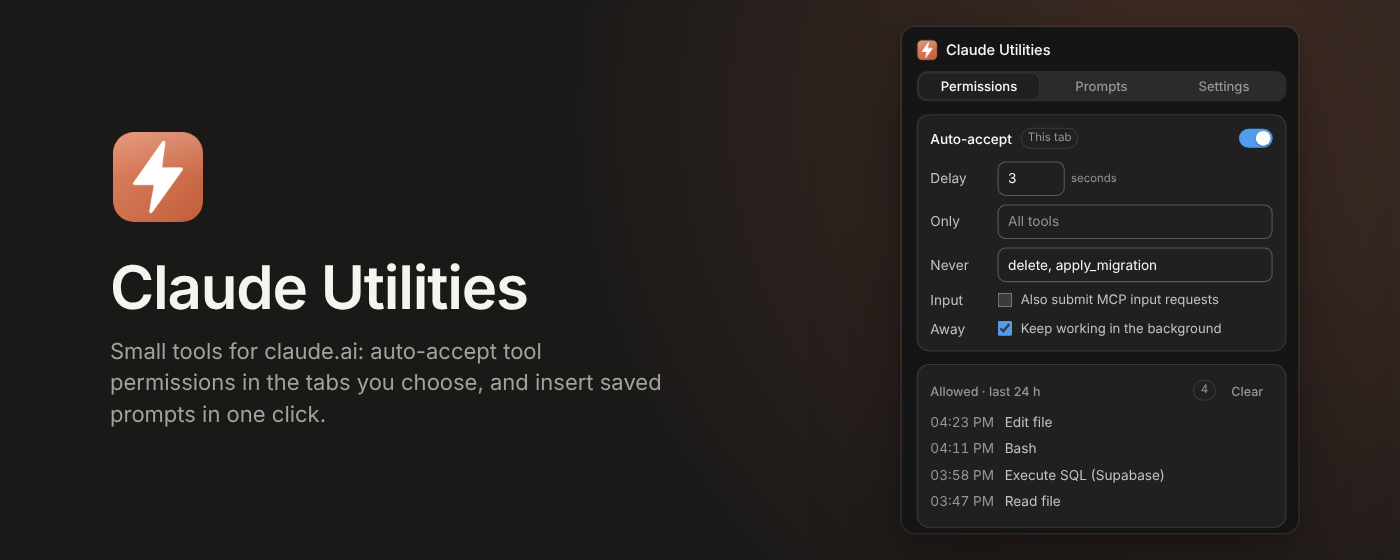 Claude Utilities
Small tools for claude.ai: auto-accept tool
permissions in the tabs you choose, and insert saved
prompts in one click.
Claude Utilities
Permissions Prompts Settings
Auto-accept This tab
Delay 3 seconds
Only All tools
Never delete, apply_migration
Input Also submit MCP input requests
Away Keep working in the background
Allowed · last 24 h 4 Clear
04:23 PM Edit file
04:11 PM Bash
03:58 PM Execute SQL (Supabase)
03:47 PM Read file